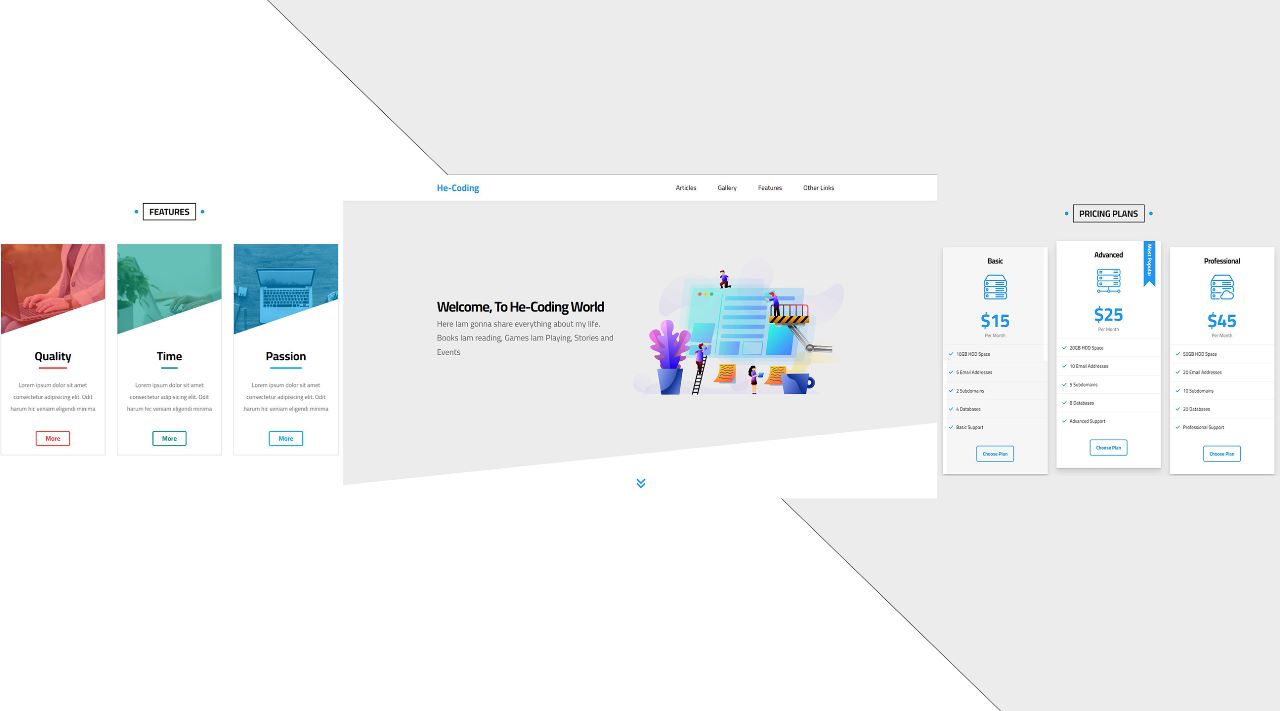 FEATURES
Quality
Lorem ipsum dolor sit amet
consectetur adipiscing elit. Odit
harum hic veniam eligendi minima
More
Time
Lorem ipsum dolor sit amet
consectetur adip sicing elit. Odit
harum hic veniam eligendi minima
More
Passion
Lorem ipsum dolor sit amet
consectetur adipiscing elit. Odit
harum hic veniam eligendi minima
More
He-Coding
Articles
Gallery
Features
Other Links
Welcome, To He-Coding World
Here Iam gonna share everything about my life.
Books Iam reading, Games Iam Playing, Stories and
Events
PRICING PLANS
Basic
$15
Per Month
10GB HDD Space
5 Email Addresses
2 Subdomains
4 Databases
Basic Support
Choose Plan
Most Popular
Advanced
$25
Per Month
20GB HDD Space
10 Email Addresses
5 Subdomains
8 Databases
Advanced Support
Choose Plan
Professional
$45
Per Month
50GB HDD Space
20 Email Addresses
10 Subdomains
20 Databases
Professional Support
Choose Plan